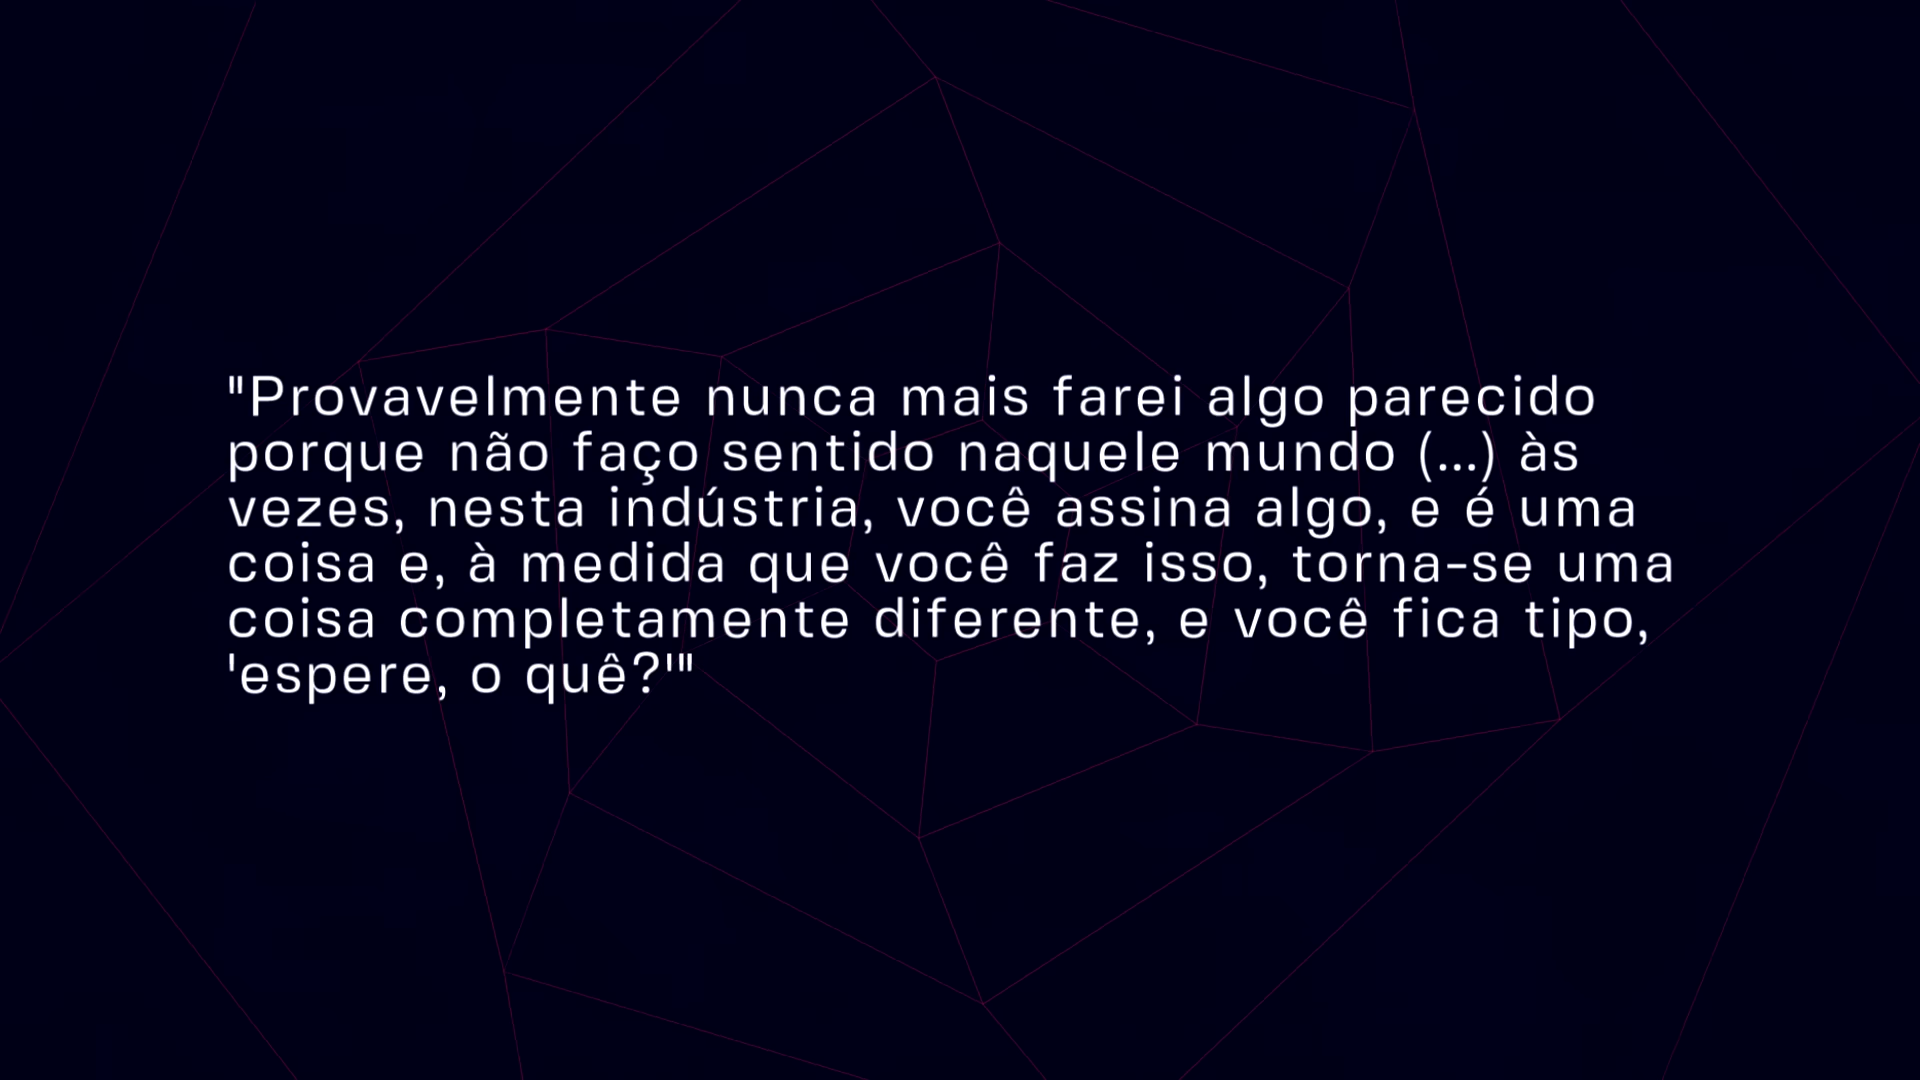 "Provavelmente nunca mais farei algo parecido
porque não faço sentido naquele mundo (...) às
vezes, nesta indústria, você assina algo, e é uma
coisa e, à medida que você faz isso, torna-se uma
coisa completamente diferente, e você fica tipo,
'espere, o quê?'"